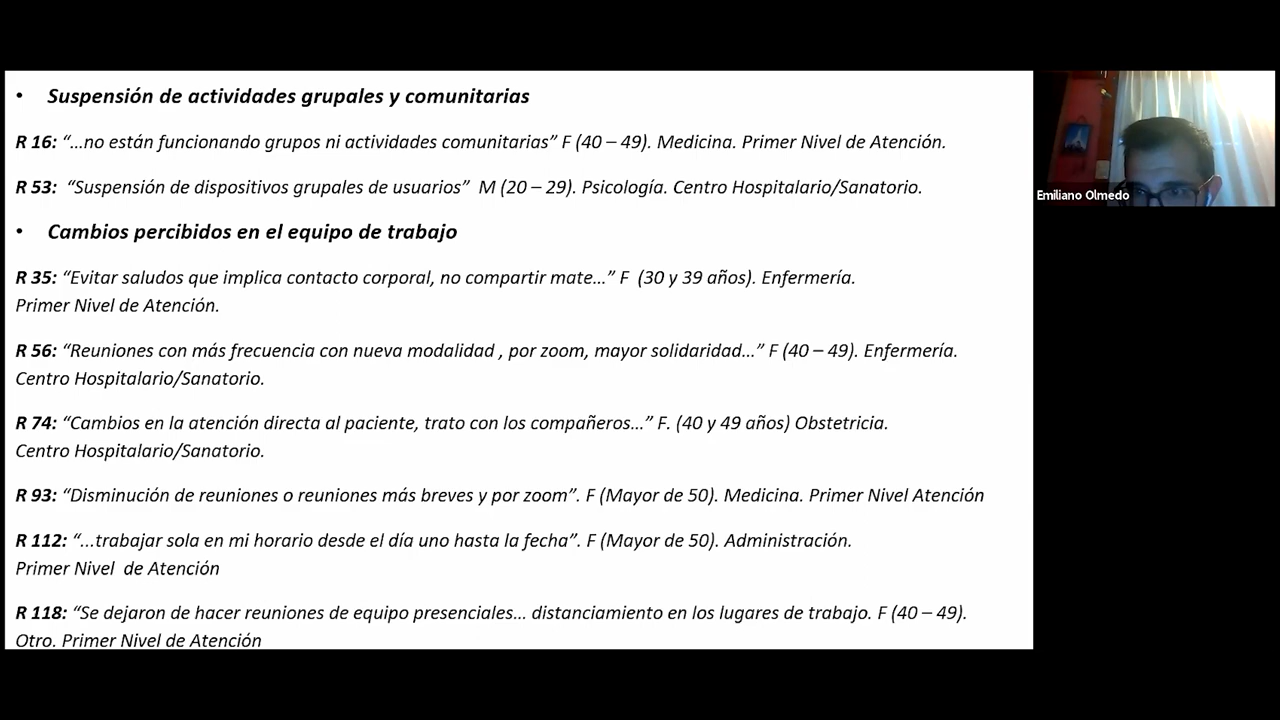 • Suspensión de actividades grupales y comunitarias
R 16: “...no están funcionando grupos ni actividades comunitarias” F (40 – 49). Medicina. Primer Nivel de Atención.
R 53: “Suspensión de dispositivos grupales de usuarios” M (20 – 29). Psicología. Centro Hospitalario/Sanatorio.
• Cambios percibidos en el equipo de trabajo
R 35: “Evitar saludos que implica contacto corporal, no compartir mate...” F (30 y 39 años). Enfermería.
Primer Nivel de Atención.
R 56: “Reuniones con más frecuencia con nueva modalidad , por zoom, mayor solidaridad...” F (40 – 49). Enfermería.
Centro Hospitalario/Sanatorio.
R 74: “Cambios en la atención directa al paciente, trato con los compañeros...” F. (40 y 49 años) Obstetricia.
Centro Hospitalario/Sanatorio.
R 93: “Disminución de reuniones o reuniones más breves y por zoom”. F (Mayor de 50). Medicina. Primer Nivel Atención
R 112: “...trabajar sola en mi horario desde el día uno hasta la fecha”. F (Mayor de 50). Administración.
Primer Nivel de Atención
R 118: “Se dejaron de hacer reuniones de equipo presenciales... distanciamiento en los lugares de trabajo. F (40 – 49).
Otro. Primer Nivel de Atención
Emiliano Olmedo